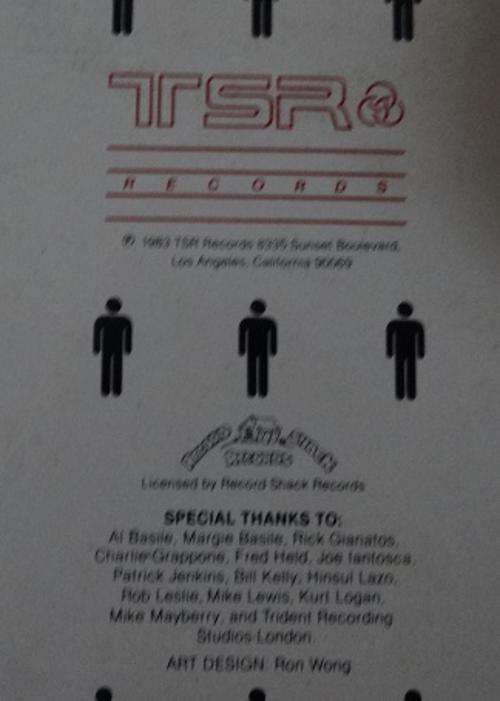 TSR
RECORDS
℗ 1983 TSR Records 8335 Sunset Boulevard,
Los Angeles, California 90069
Licensed by Record Shack Records
SPECIAL THANKS TO:
Al Basile, Margie Basile, Rick Gianatos,
Charlie Grappone, Fred Held, Joe Iantosca,
Patrick Jenkins, Bill Kelly, Hinsul Lazo,
Rob Leslie, Mike Lewis, Kurt Logan,
Mike Mayberry, and Trident Recording
Studios-London.
ART DESIGN: Ron Wong